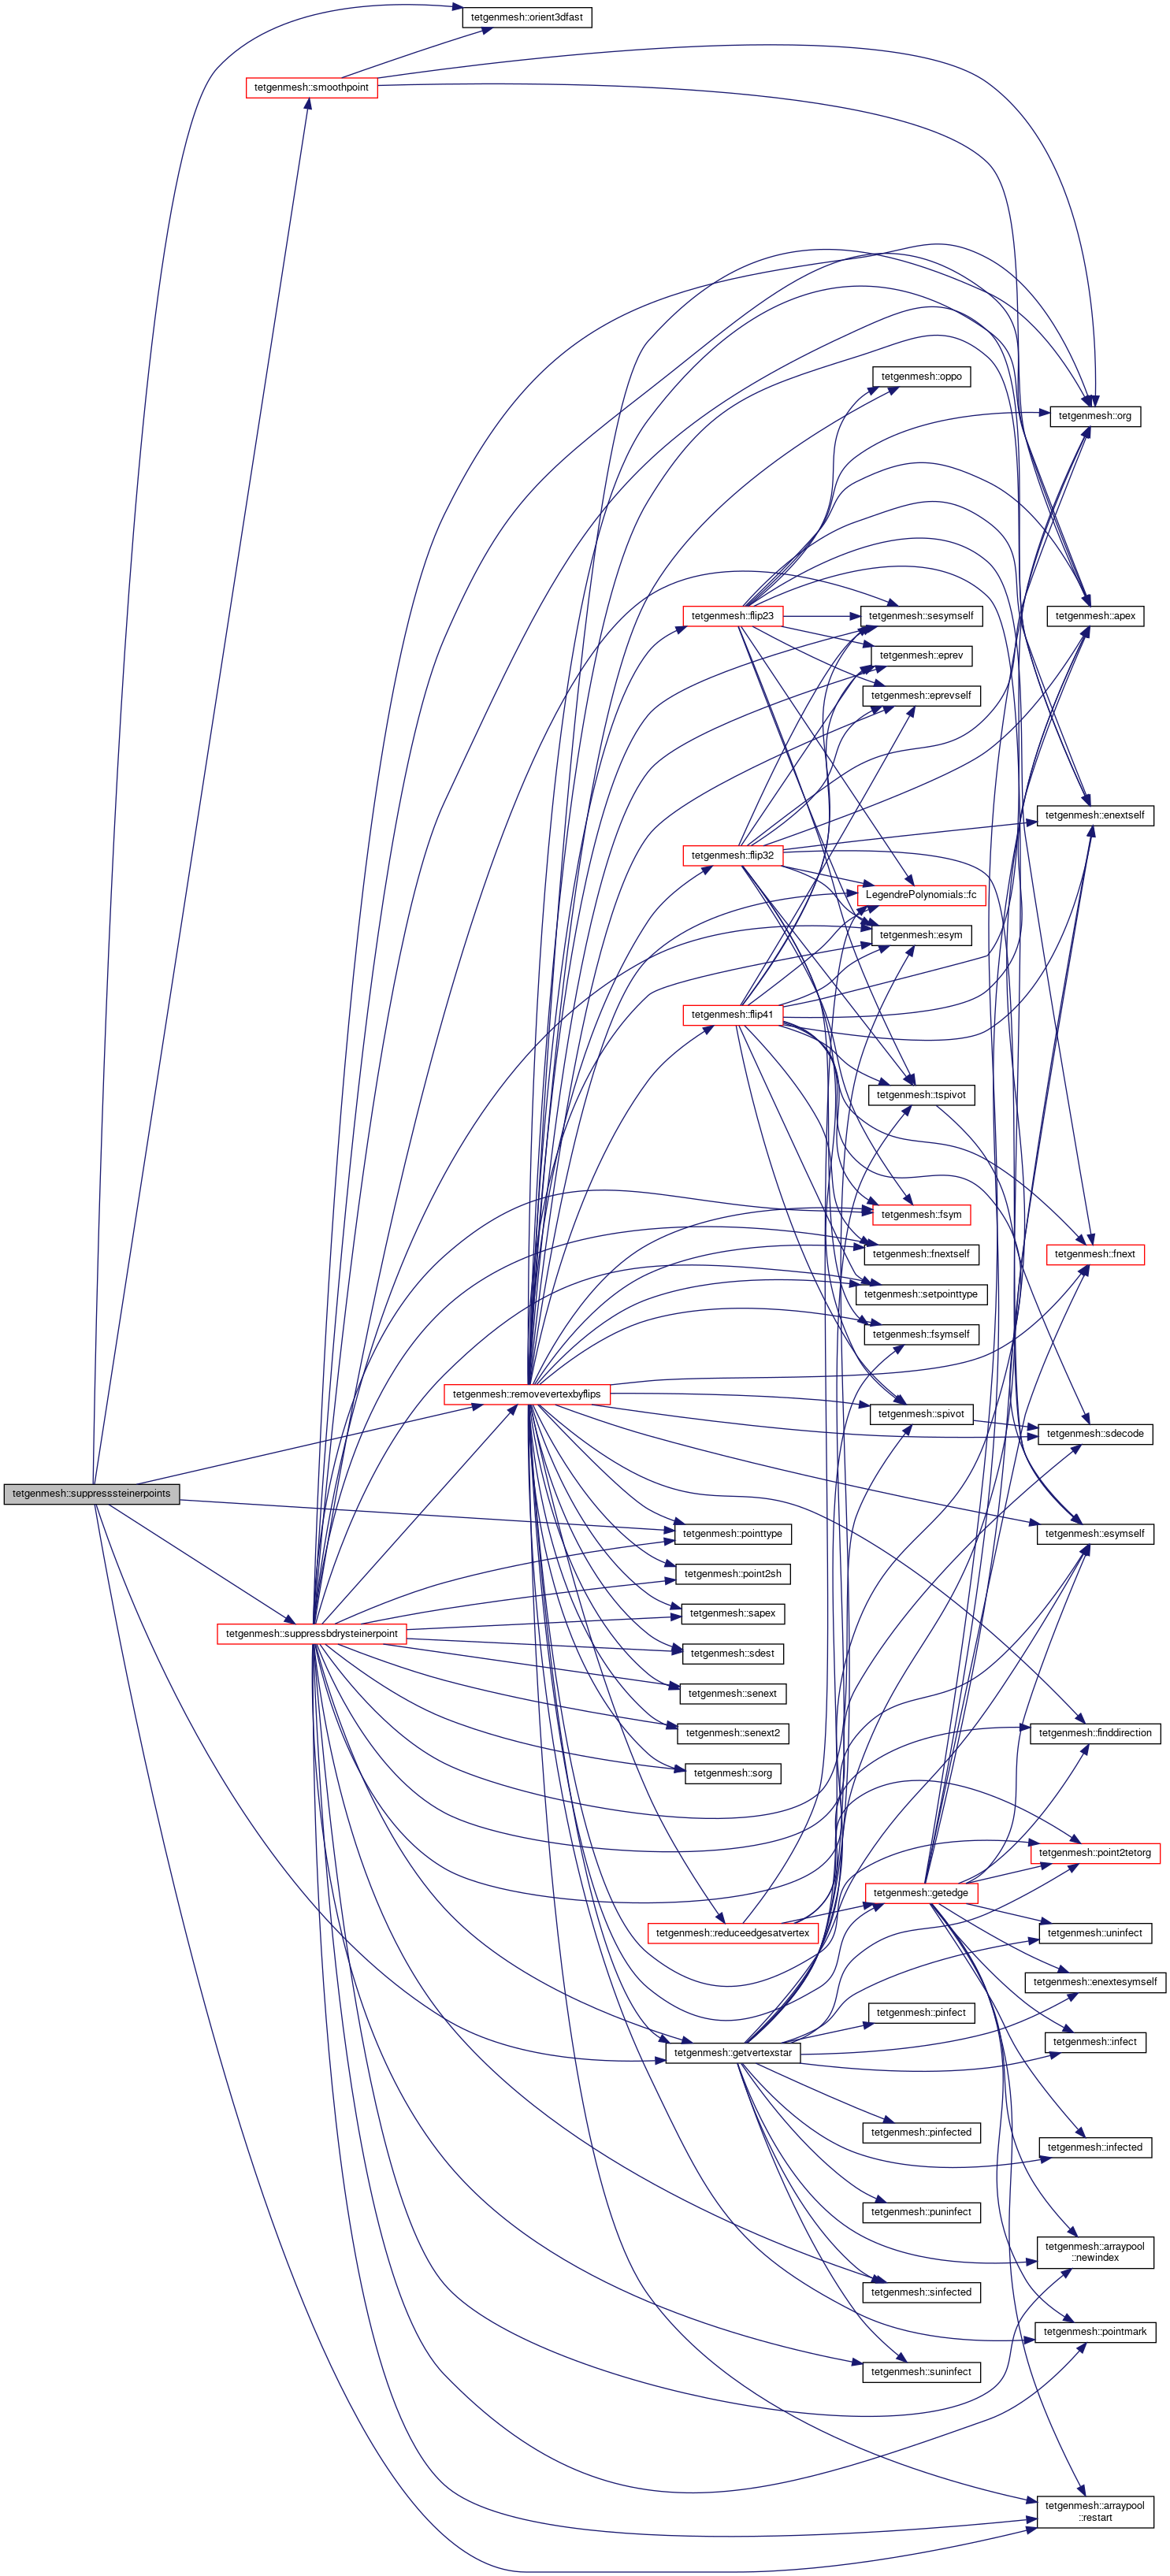 tetgenmesh::orient3dfast
tetgenmesh::smoothpoint
tetgenmesh::oppo
tetgenmesh::org
tetgenmesh::flip23
tetgenmesh::sesymself
tetgenmesh::apex
tetgenmesh::eprev
tetgenmesh::eprevself
tetgenmesh::enextself
tetgenmesh::flip32
LegendrePolynomials::fc
tetgenmesh::esym
tetgenmesh::flip41
tetgenmesh::tspivot
tetgenmesh::fsym
tetgenmesh::fnextself
tetgenmesh::fnext
tetgenmesh::setpointtype
tetgenmesh::fsymself
tetgenmesh::removevertexbyflips
tetgenmesh::spivot
tetgenmesh::sdecode
tetgenmesh::suppresssteinerpoints
tetgenmesh::pointtype
tetgenmesh::esymself
tetgenmesh::point2sh
tetgenmesh::sapex
tetgenmesh::suppressbdrysteinerpoint
tetgenmesh::sdest
tetgenmesh::senext
tetgenmesh::senext2
tetgenmesh::finddirection
tetgenmesh::sorg
tetgenmesh::point2tetorg
tetgenmesh::getedge
tetgenmesh::reduceedgesatvertex
tetgenmesh::uninfect
tetgenmesh::enextesymself
tetgenmesh::pinfect
tetgenmesh::infect
tetgenmesh::getvertexstar
tetgenmesh::pinfected
tetgenmesh::infected
tetgenmesh::puninfect
tetgenmesh::arraypool
::newindex
tetgenmesh::sinfected
tetgenmesh::pointmark
tetgenmesh::suninfect
tetgenmesh::arraypool
::restart